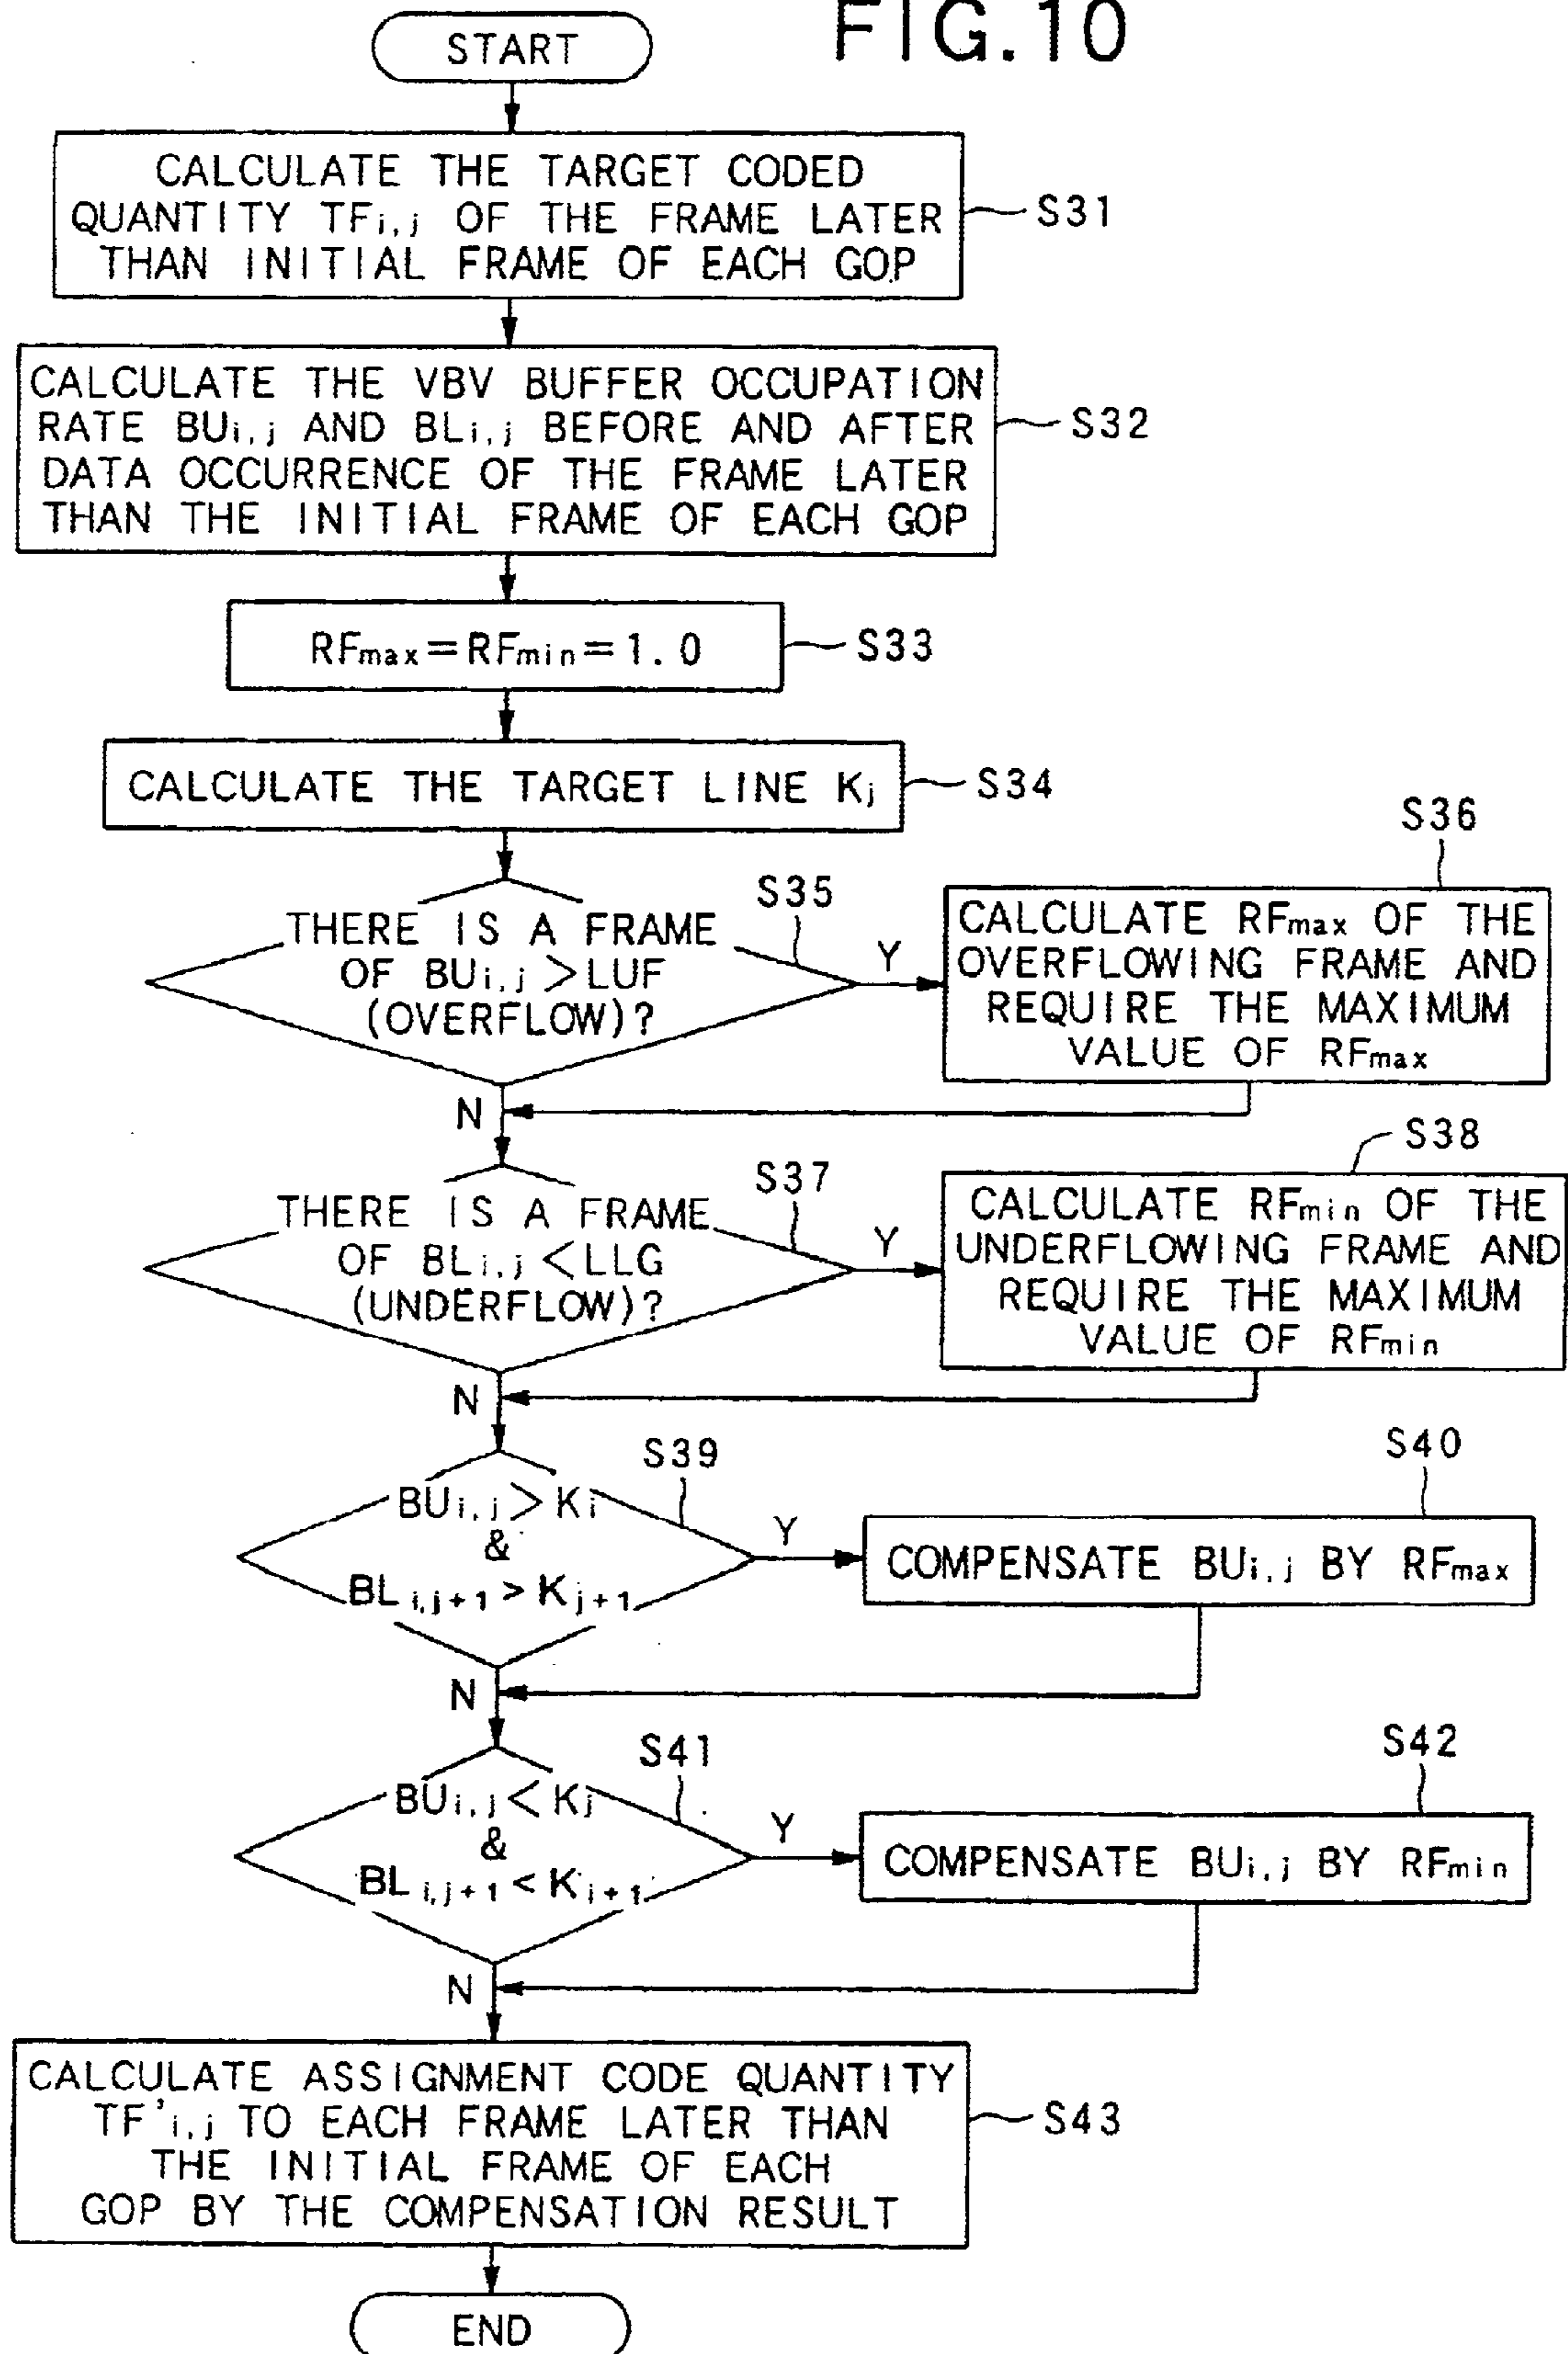 FIG.10
START
CALCULATE THE TARGET CODED
QUANTITY TFi,j OF THE FRAME LATER
THAN INITIAL FRAME OF EACH GOP
S31
CALCULATE THE VBV BUFFER OCCUPATION
RATE BUi,j AND BLi,j BEFORE AND AFTER
DATA OCCURRENCE OF THE FRAME LATER
THAN THE INITIAL FRAME OF EACH GOP
S32
RFmax=RFmin=1.0
S33
CALCULATE THE TARGET LINE Kj
S34
THERE IS A FRAME
OF BUi,j>LUF
(OVERFLOW)?
S35
Y
S36
CALCULATE RFmax OF THE
OVERFLOWING FRAME AND
REQUIRE THE MAXIMUM
VALUE OF RFmax
N
THERE IS A FRAME
OF BLi,j<LLG
(UNDERFLOW)?
S37
Y
S38
CALCULATE RFmin OF THE
UNDERFLOWING FRAME AND
REQUIRE THE MAXIMUM
VALUE OF RFmin
N
BUi,j>Ki
&
BLi,j+1>Kj+1
S39
Y
S40
COMPENSATE BUi,j BY RFmax
N
BUi,j<Kj
&
BLi,j+1<Ki+1
S41
Y
S42
COMPENSATE BUi,j BY RFmin
N
CALCULATE ASSIGNMENT CODE QUANTITY
TF'i,j TO EACH FRAME LATER THAN
THE INITIAL FRAME OF EACH
GOP BY THE COMPENSATION RESULT
S43
END